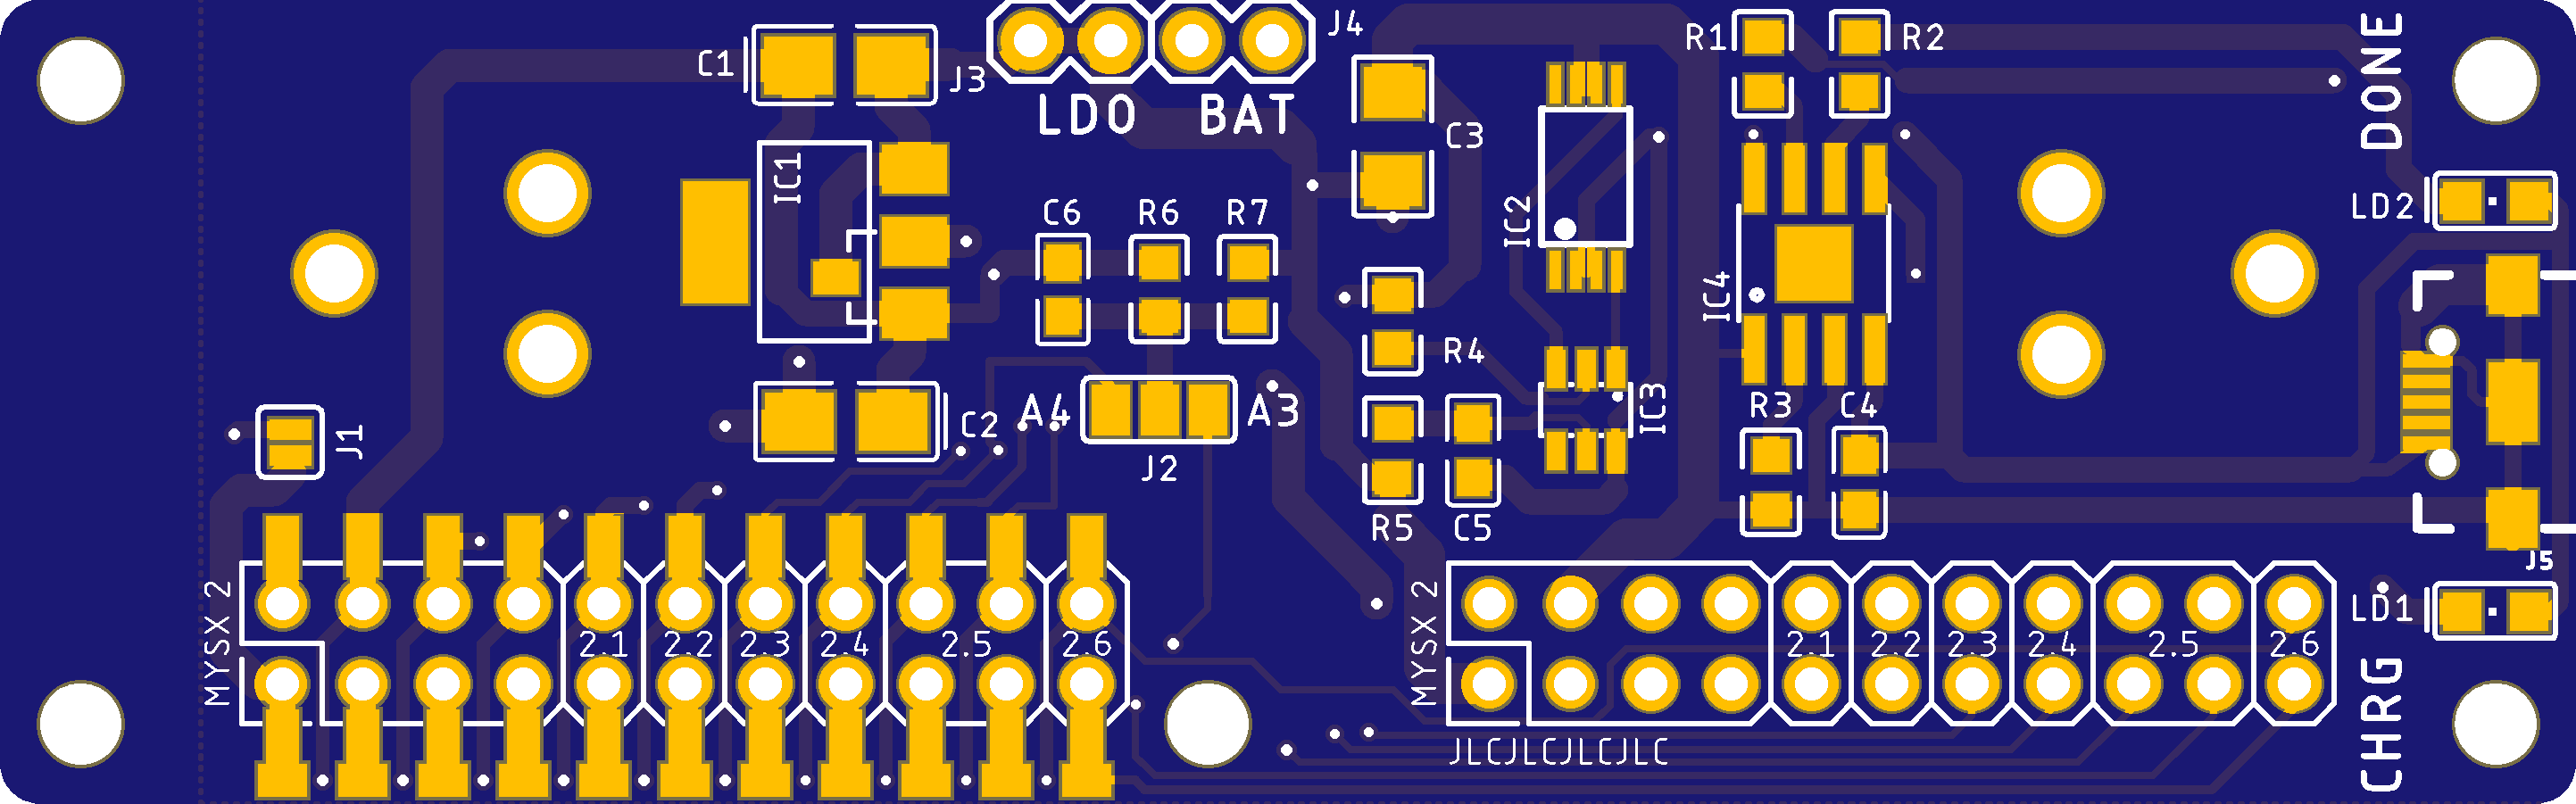 J4
R1
R2
DONE
C1
J3
LDO
BAT
C3
IC1
IC2
LD2
C6
R6
R7
IC4
R4
A4
A3
IC3
R3
C4
C2
J1
J2
R5
C5
J5
MYSX 2
2.1
2.2
2.3
2.4
2.5
2.6
MYSX 2
2.1
2.2
2.3
2.4
2.5
2.6
LD1
CHRG
JLCJLCJLCJLC